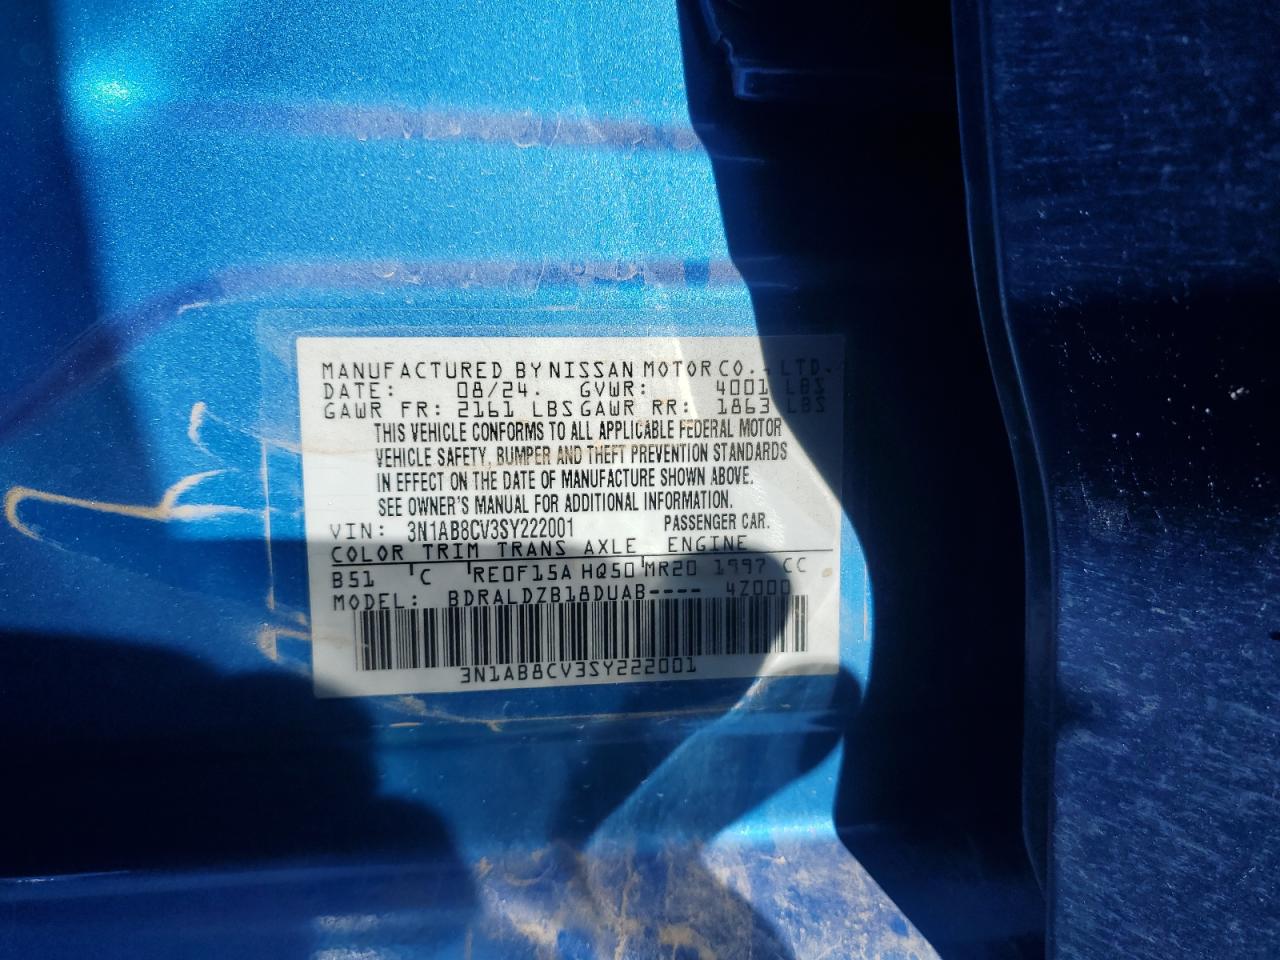 MANUFACTURED BY NISSAN MOTOR CO., LTD.
DATE: 08/24. GVWR: 4001 LBS
GAWR FR: 2161 LBS GAWR RR: 1863 LBS
THIS VEHICLE CONFORMS TO ALL APPLICABLE FEDERAL MOTOR
VEHICLE SAFETY, BUMPER AND THEFT PREVENTION STANDARDS
IN EFFECT ON THE DATE OF MANUFACTURE SHOWN ABOVE.
SEE OWNER'S MANUAL FOR ADDITIONAL INFORMATION.
VIN: 3N1AB8CV3SY222001 PASSENGER CAR.
COLOR TRIM TRANS AXLE ENGINE
B51 C RE0F15A HQ50 MR20 1997 CC
MODEL: BDRALDZB18DUAB---- 4Z000
3N1AB8CV3SY222001